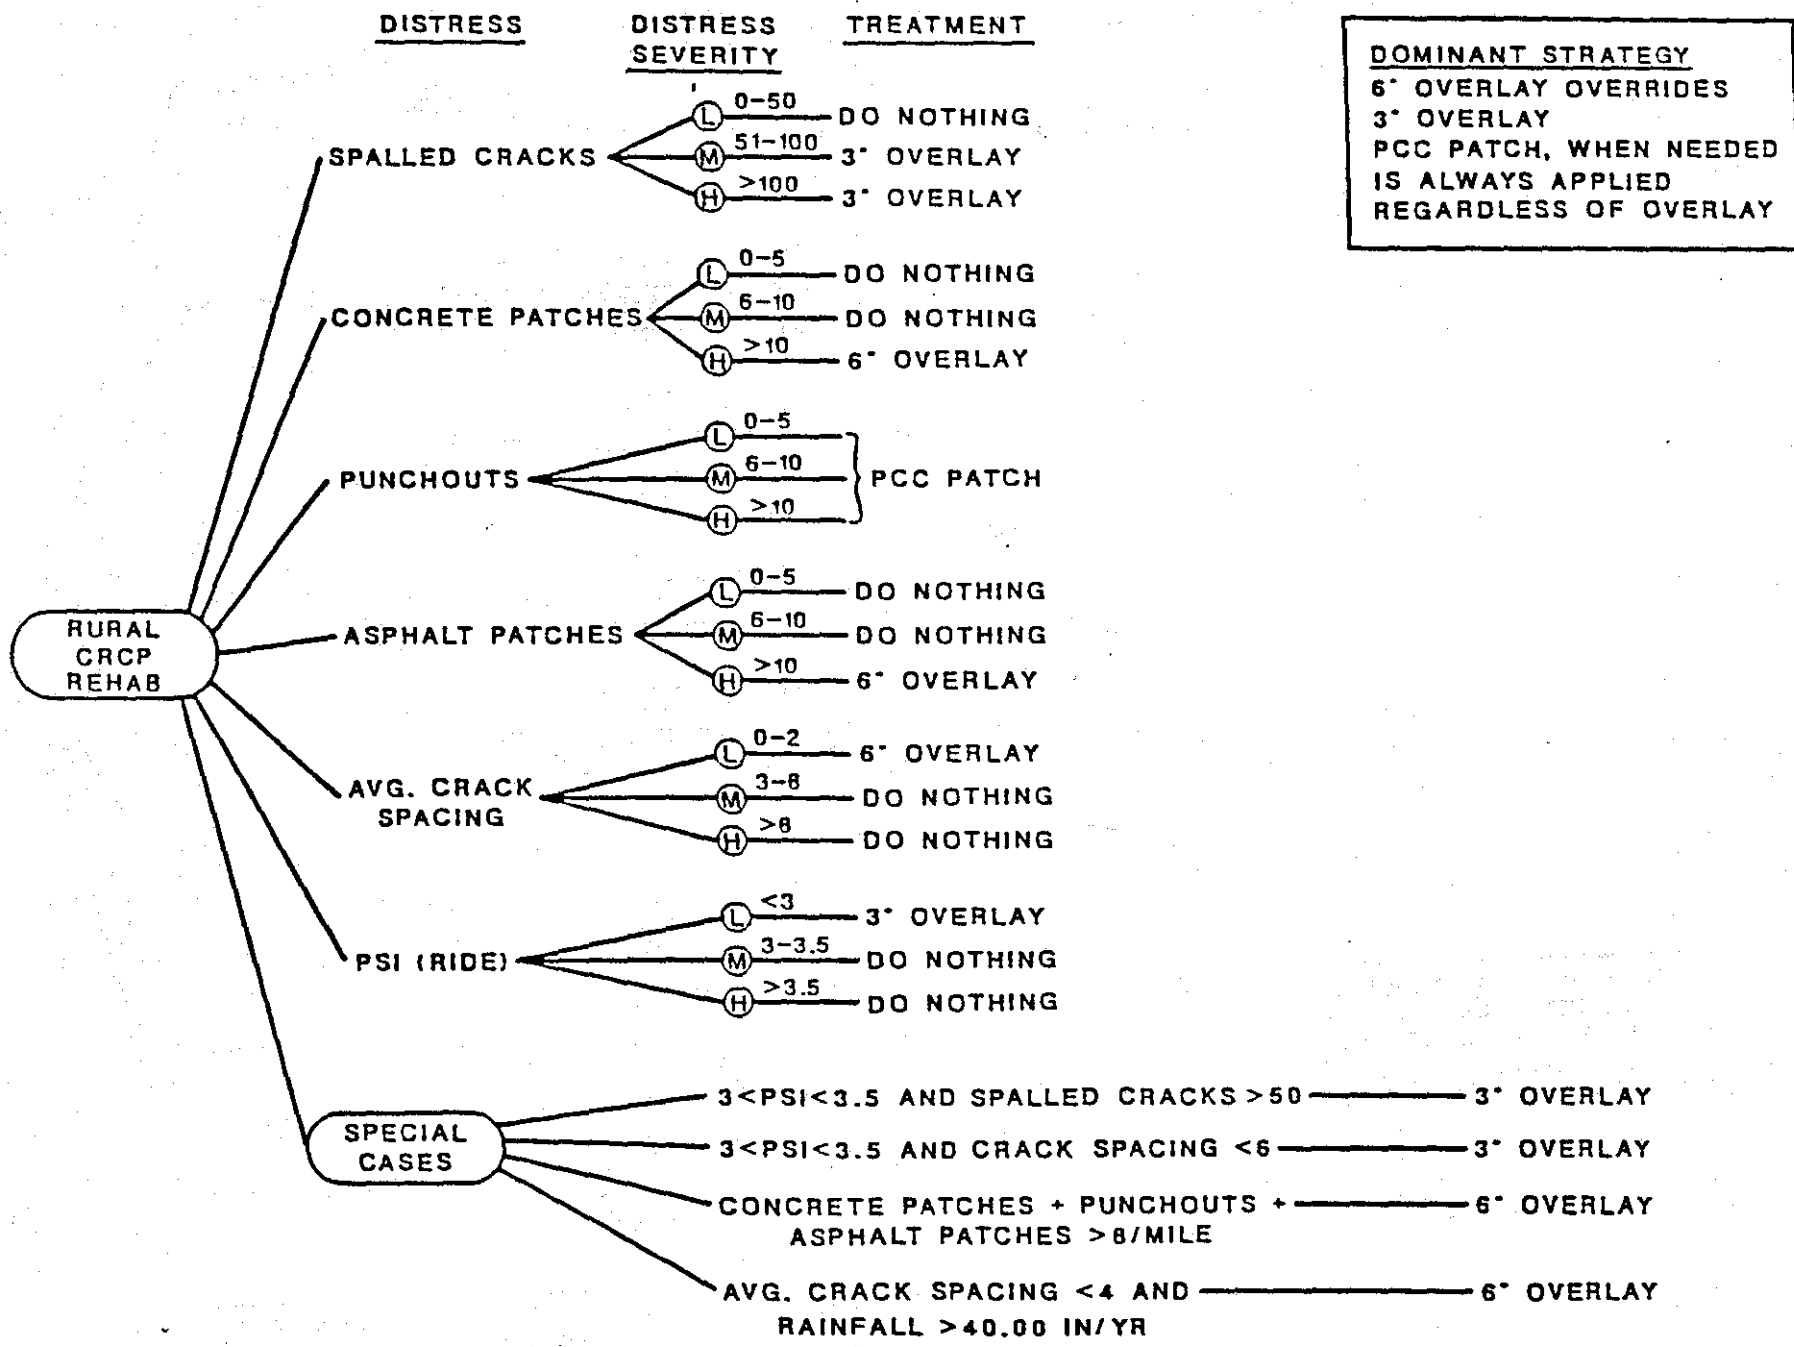 DISTRESS
DISTRESS
SEVERITY
TREATMENT
DOMINANT STRATEGY
6" OVERLAY OVERRIDES
3" OVERLAY
PCC PATCH, WHEN NEEDED
IS ALWAYS APPLIED
REGARDLESS OF OVERLAY
SPALLED CRACKS
L 0-50 DO NOTHING
M 51-100 3" OVERLAY
H >100 3" OVERLAY
CONCRETE PATCHES
L 0-5 DO NOTHING
M 6-10 DO NOTHING
H >10 6" OVERLAY
PUNCHOUTS
L 0-5
M 6-10
H >10
PCC PATCH
RURAL
CRCP
REHAB
ASPHALT PATCHES
L 0-5 DO NOTHING
M 6-10 DO NOTHING
H >10 6" OVERLAY
AVG. CRACK
SPACING
L 0-2 6" OVERLAY
M 3-8 DO NOTHING
H >8 DO NOTHING
PSI (RIDE)
L <3 3" OVERLAY
M 3-3.5 DO NOTHING
H >3.5 DO NOTHING
SPECIAL
CASES
3<PSI<3.5 AND SPALLED CRACKS >50 3" OVERLAY
3<PSI<3.5 AND CRACK SPACING <6 3" OVERLAY
CONCRETE PATCHES + PUNCHOUTS + 6" OVERLAY
ASPHALT PATCHES >8/MILE
AVG. CRACK SPACING <4 AND 6" OVERLAY
RAINFALL >40.00 IN/YR